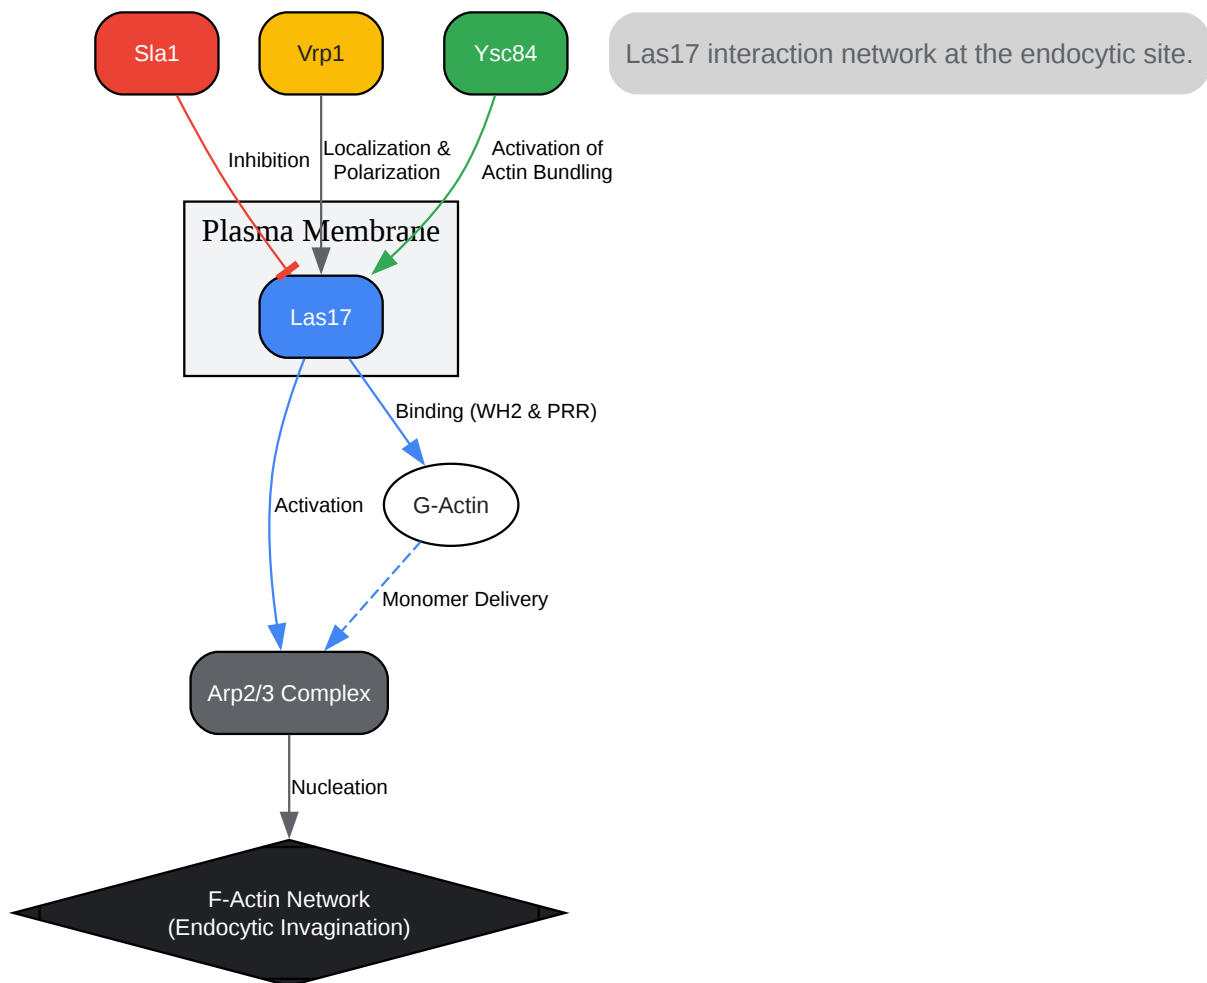 Sla1
Vrp1
Ysc84
Las17 interaction network at the endocytic site.
Inhibition
Localization &
Polarization
Activation of
Actin Bundling
Plasma Membrane
Las17
Binding (WH2 & PRR)
Activation
G-Actin
Monomer Delivery
Arp2/3 Complex
Nucleation
F-Actin Network
(Endocytic Invagination)